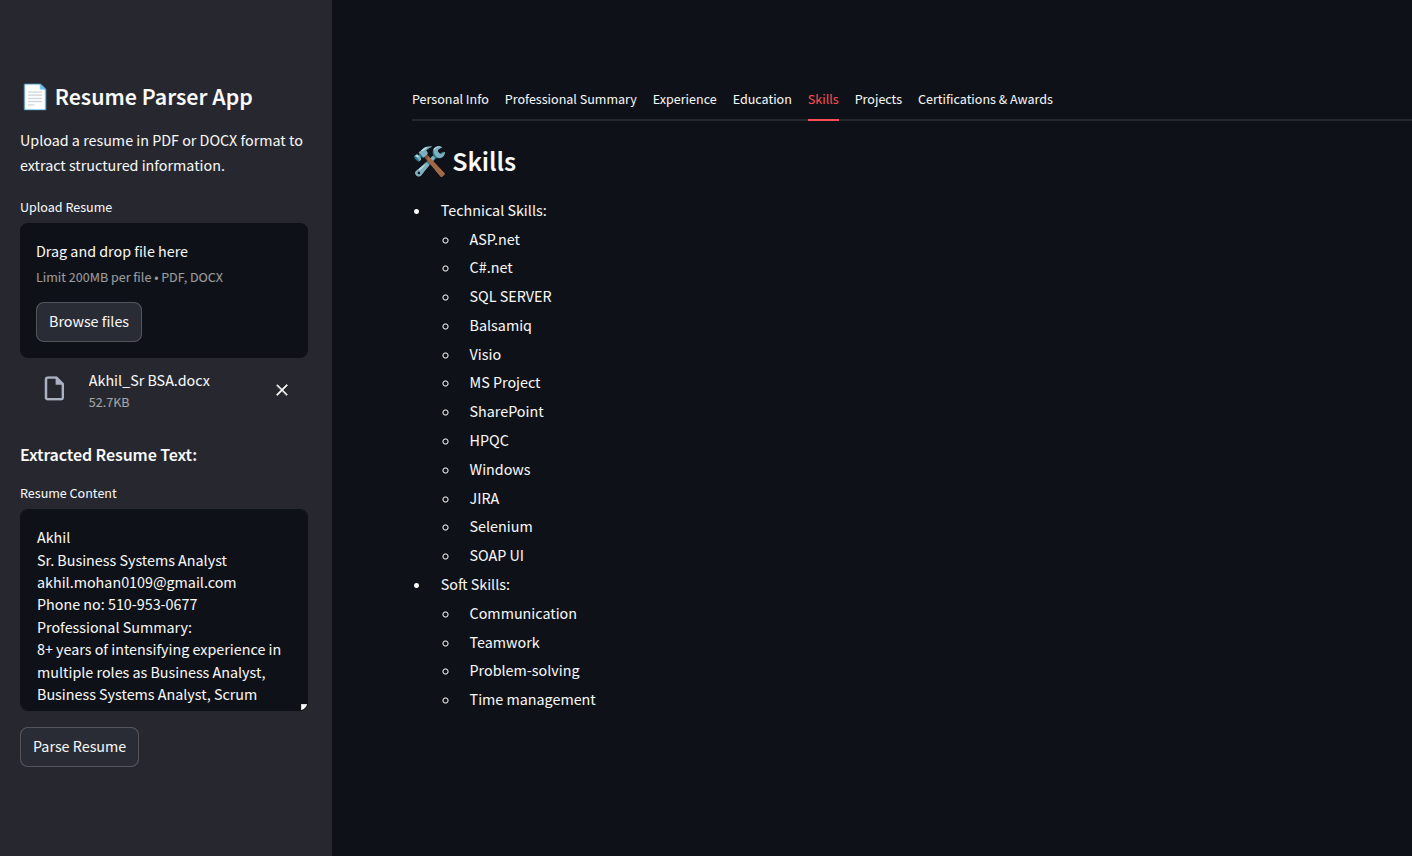 Resume Parser App
Upload a resume in PDF or DOCX format to
extract structured information.
Upload Resume
Drag and drop file here
Limit 200MB per file • PDF, DOCX
Browse files
Akhil_Sr BSA.docx
52.7KB
Extracted Resume Text:
Resume Content
Akhil
Sr. Business Systems Analyst
akhil.mohan0109@gmail.com
Phone no: 510-953-0677
Professional Summary:
8+ years of intensifying experience in
multiple roles as Business Analyst,
Business Systems Analyst, Scrum
Parse Resume
Personal Info Professional Summary Experience Education Skills Projects Certifications & Awards
Skills
Technical Skills:
ASP.net
C#.net
SQL SERVER
Balsamiq
Visio
MS Project
SharePoint
HPQC
Windows
JIRA
Selenium
SOAP UI
Soft Skills:
Communication
Teamwork
Problem-solving
Time management